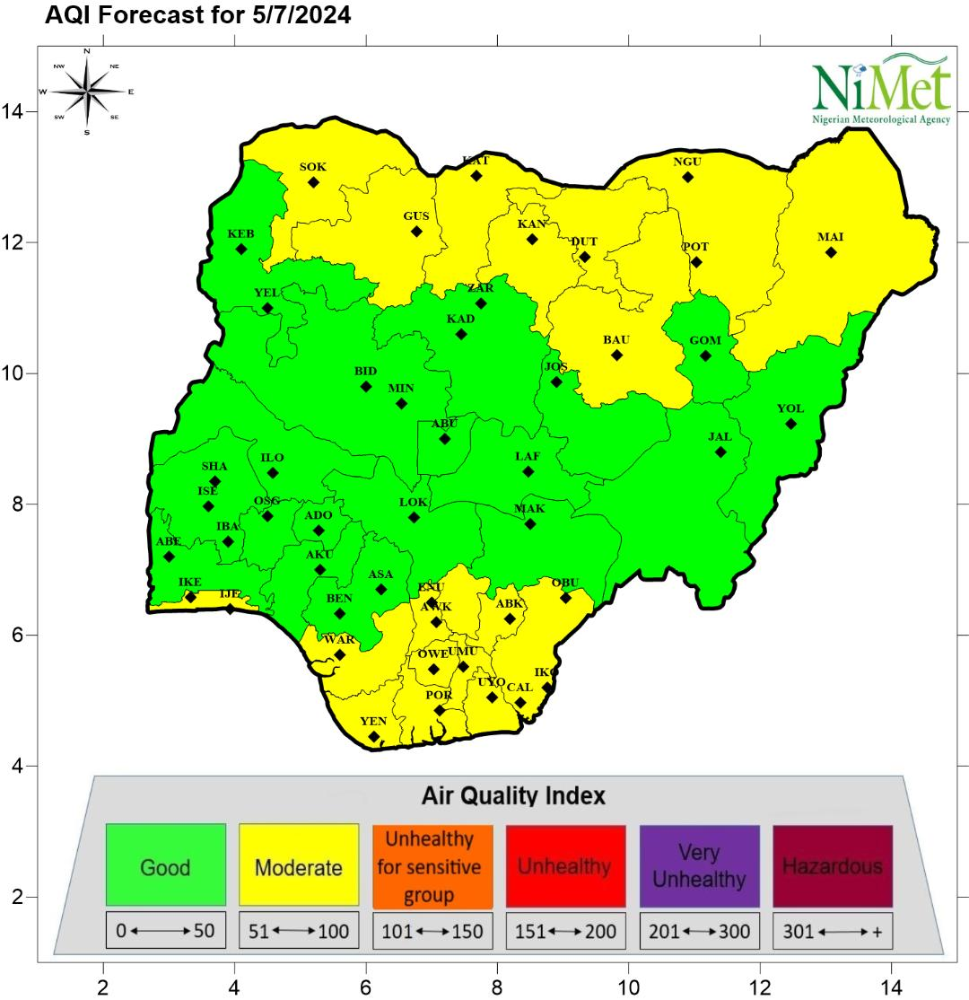 AQI Forecast for 5/7/2024
N
NW NE
W E
SW SE
S
NiMet
Nigerian Meteorological Agency
14
12
10
8
6
4
2
SOK
KAT
NGU
GUS
KAN
KEB
DUT
POT
MAI
YEL
ZAR
KAD
BAU
GOM
BID
JOS
MIN
YOL
ABU
JAL
SHA
ILO
LAF
ISE
OSG
LOK
MAK
IBA
ADO
ABE
AKU
ASA
IKE
IJE
BEN
ENU
OBU
AWK
ABK
WAR
OWE
UMU
IKO
UYO
CAL
POR
YEN
Air Quality Index
Good
Moderate
Unhealthy
for sensitive
group
Unhealthy
Very
Unhealthy
Hazardous
0 50
51 100
101 150
151 200
201 300
301 +
2 4 6 8 10 12 14